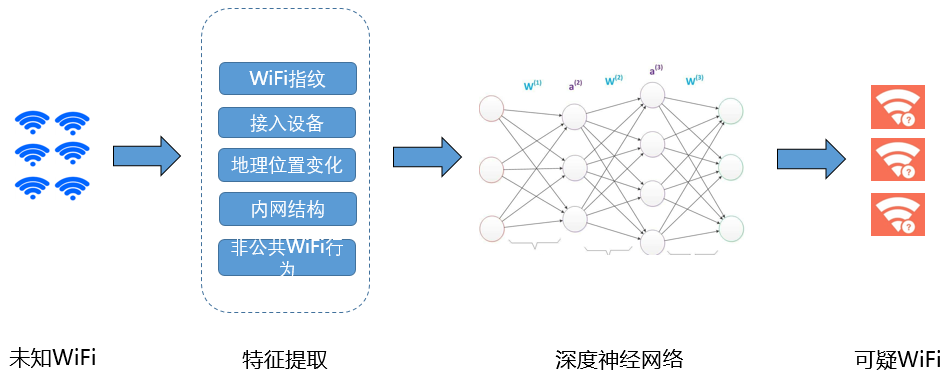 WiFi指纹
接入设备
地理位置变化
内网结构
非公共WiFi行
为
W(1)
a(2)
W(2)
a(3)
W(3)
?
?
?
未知WiFi
特征提取
深度神经网络
可疑WiFi